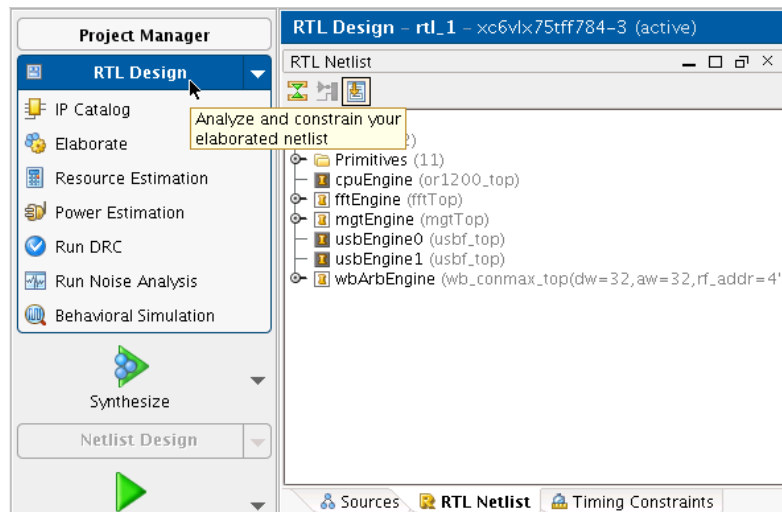 Project Manager
RTL Design
IP Catalog
Elaborate
Resource Estimation
Power Estimation
Run DRC
Run Noise Analysis
Behavioral Simulation
Synthesize
Netlist Design
Analyze and constrain your
elaborated netlist
RTL Design - rtl_1 - xc6vlx75tff784-3 (active)
RTL Netlist
Primitives (11)
cpuEngine (or1200_top)
fftEngine (fftTop)
mgtEngine (mgtTop)
usbEngine0 (usbf_top)
usbEngine1 (usbf_top)
wbArbEngine (wb_conmax_top(dw=32,aw=32,rf_addr=4'
Sources
RTL Netlist
Timing Constraints